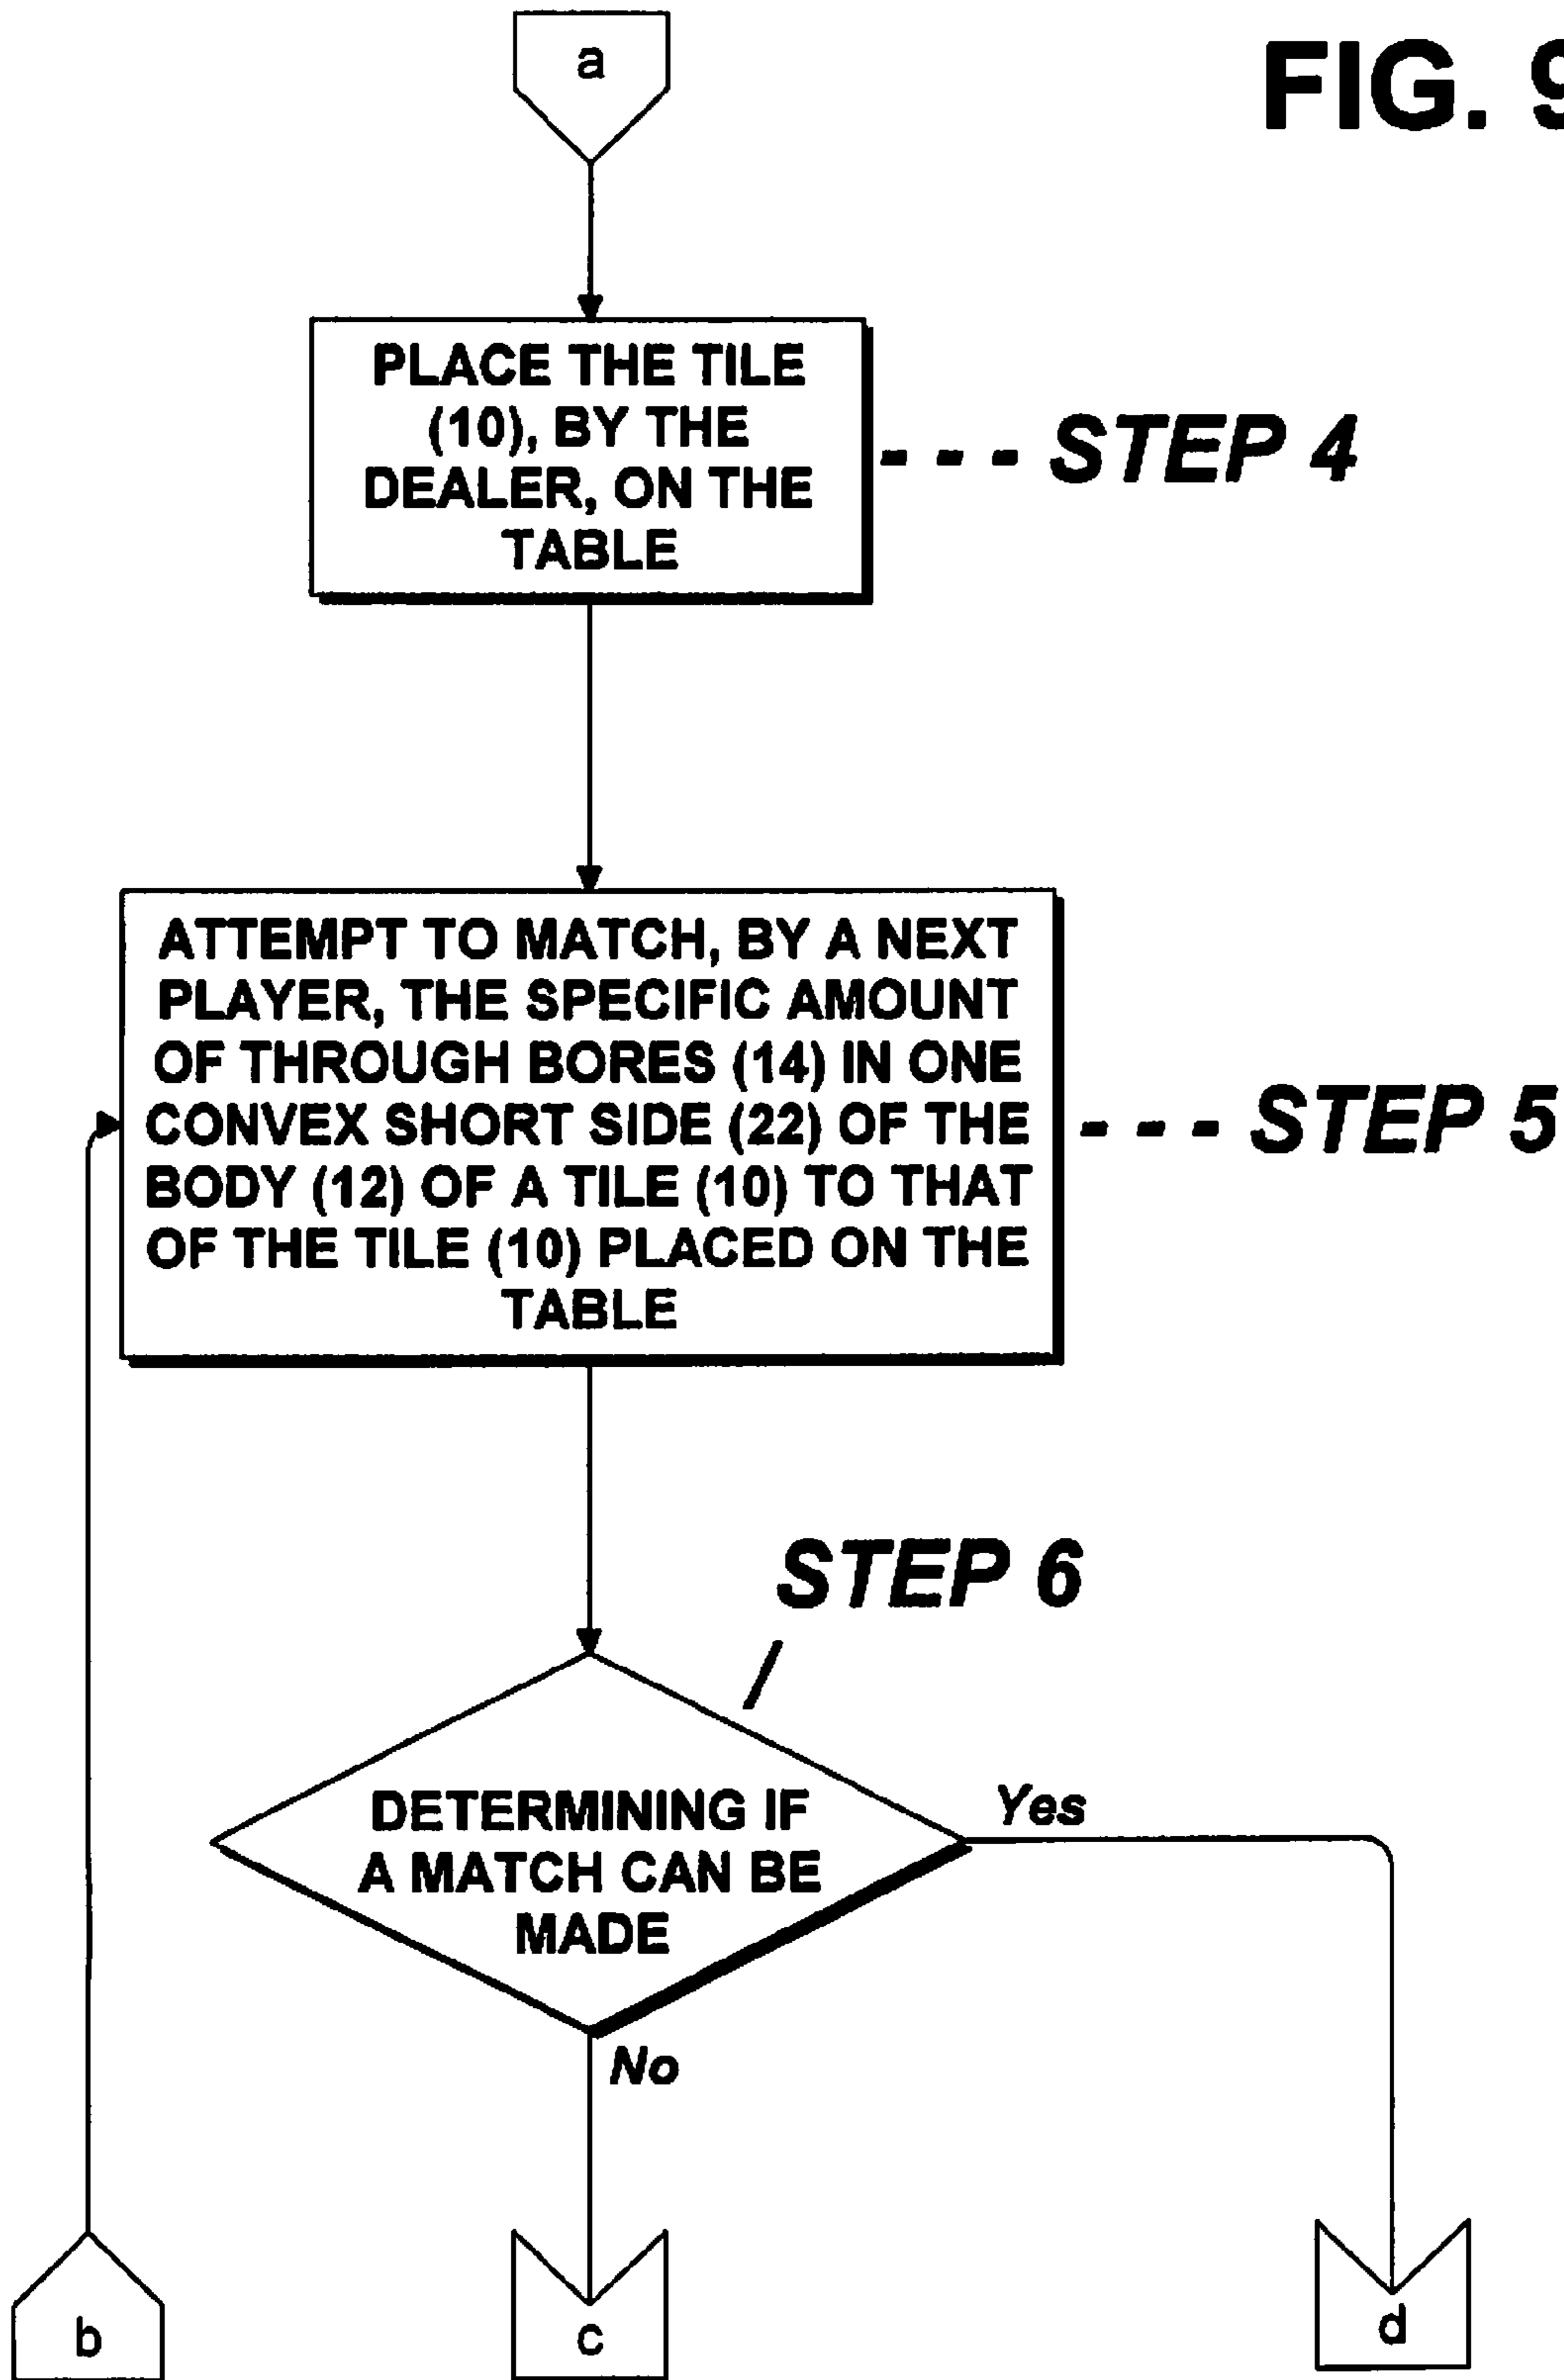 a
FIG. 9
PLACE THE TILE
(10), BY THE
DEALER, ON THE
TABLE
- - - STEP 4
ATTEMPT TO MATCH, BY A NEXT
PLAYER, THE SPECIFIC AMOUNT
OF THROUGH BORES (14) IN ONE
CONVEX SHORT SIDE (22) OF THE
BODY (12) OF A TILE (10) TO THAT
OF THE TILE (10) PLACED ON THE
TABLE
- - - STEP 5
STEP 6
DETERMINING IF
A MATCH CAN BE
MADE
Yes
No
b
c
d